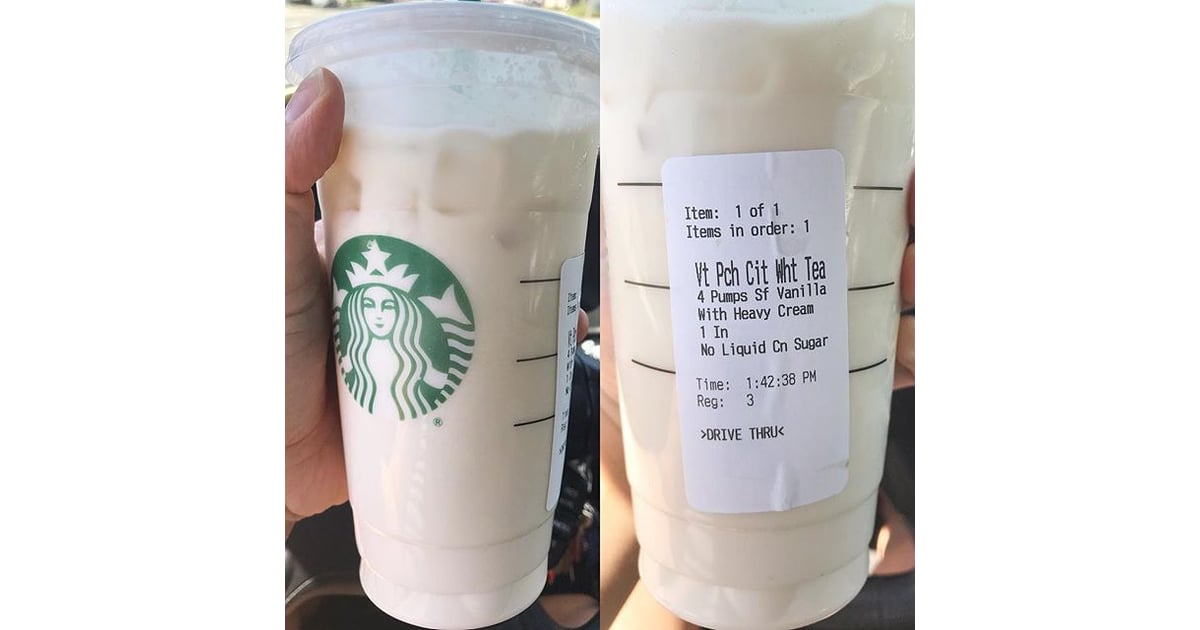 ®
Item: 1 of 1
Items in order: 1
Vt Pch Cit Wht Tea
4 Pumps Sf Vanilla
With Heavy Cream
1 In
No Liquid Cn Sugar
Time: 1:42:38 PM
Reg: 3
>DRIVE THRU<